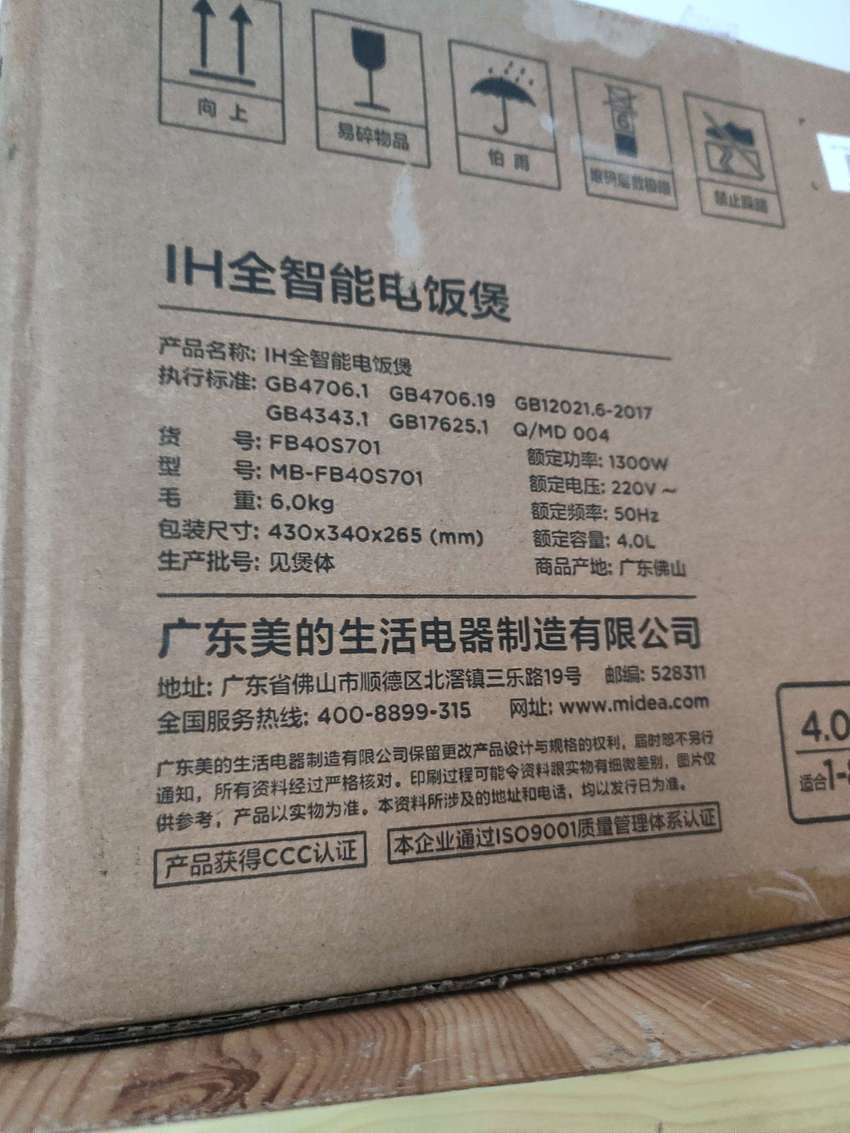 向上
易碎物品
怕雨
堆码层数极限
6
禁止踩踏
IH全智能电饭煲
产品名称: IH全智能电饭煲
执行标准: GB4706.1 GB4706.19 GB12021.6-2017
GB4343.1 GB17625.1 Q/MD 004
货 号: FB40S701 额定功率: 1300W
型 号: MB-FB40S701 额定电压: 220V ~
毛 重: 6.0kg 额定频率: 50Hz
包装尺寸: 430x340x265 (mm) 额定容量: 4.0L
生产批号: 见煲体 商品产地: 广东佛山
广东美的生活电器制造有限公司
地址: 广东省佛山市顺德区北滘镇三乐路19号 邮编: 528311
全国服务热线: 400-8899-315 网址: www.midea.com
广东美的生活电器制造有限公司保留更改产品设计与规格的权利，届时恕不另行
通知，所有资料经过严格核对。印刷过程可能令资料跟实物有细微差别，图片仅
供参考，产品以实物为准。本资料所涉及的地址和电话，均以发行日为准。
产品获得CCC认证 本企业通过ISO9001质量管理体系认证
4.0
适合1-